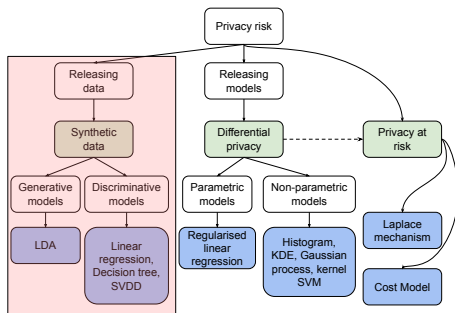 Privacy risk
Releasing
data
Releasing
models
Synthetic
data
Differential
privacy
Privacy at
risk
Generative
models
Discriminative
models
Parametric
models
Non-parametric
models
LDA
Linear
regression,
Decision tree,
SVDD
Regularised
linear
regression
Histogram,
KDE, Gaussian
process, kernel
SVM
Laplace
mechanism
Cost Model